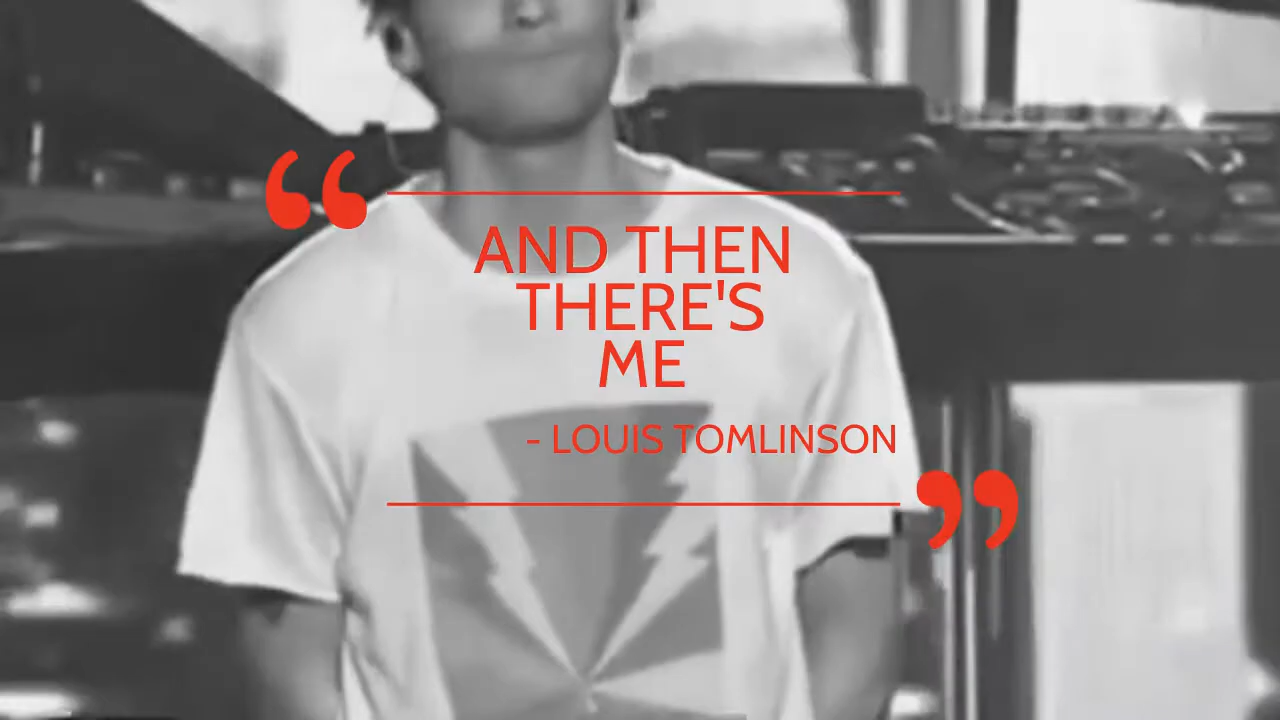 “
AND THEN
THERE'S
ME
- LOUIS TOMLINSON
”